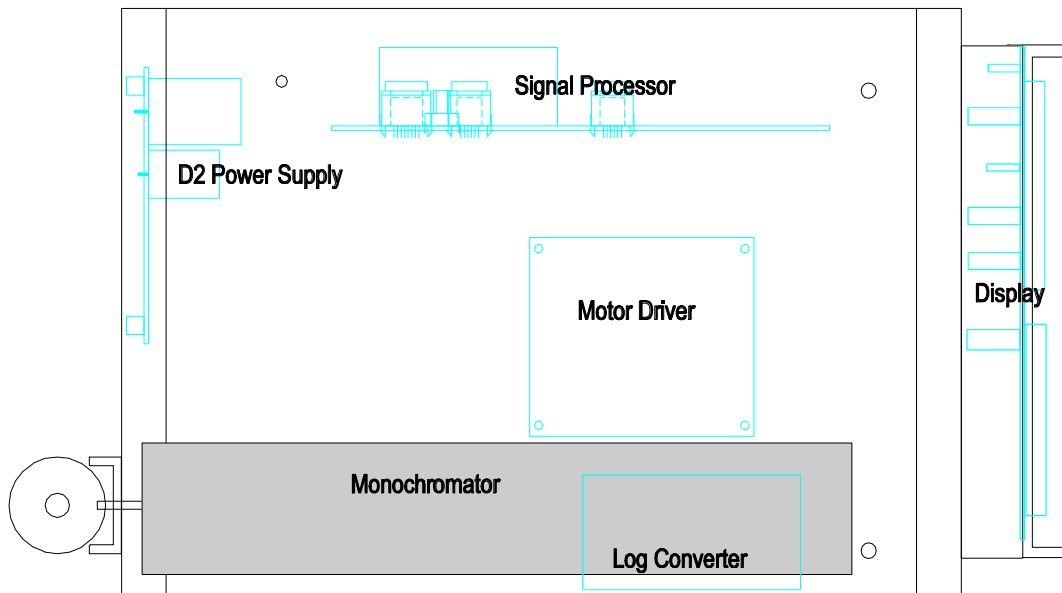 Signal Processor
D2 Power Supply
Display
Motor Driver
Monochromator
Log Converter